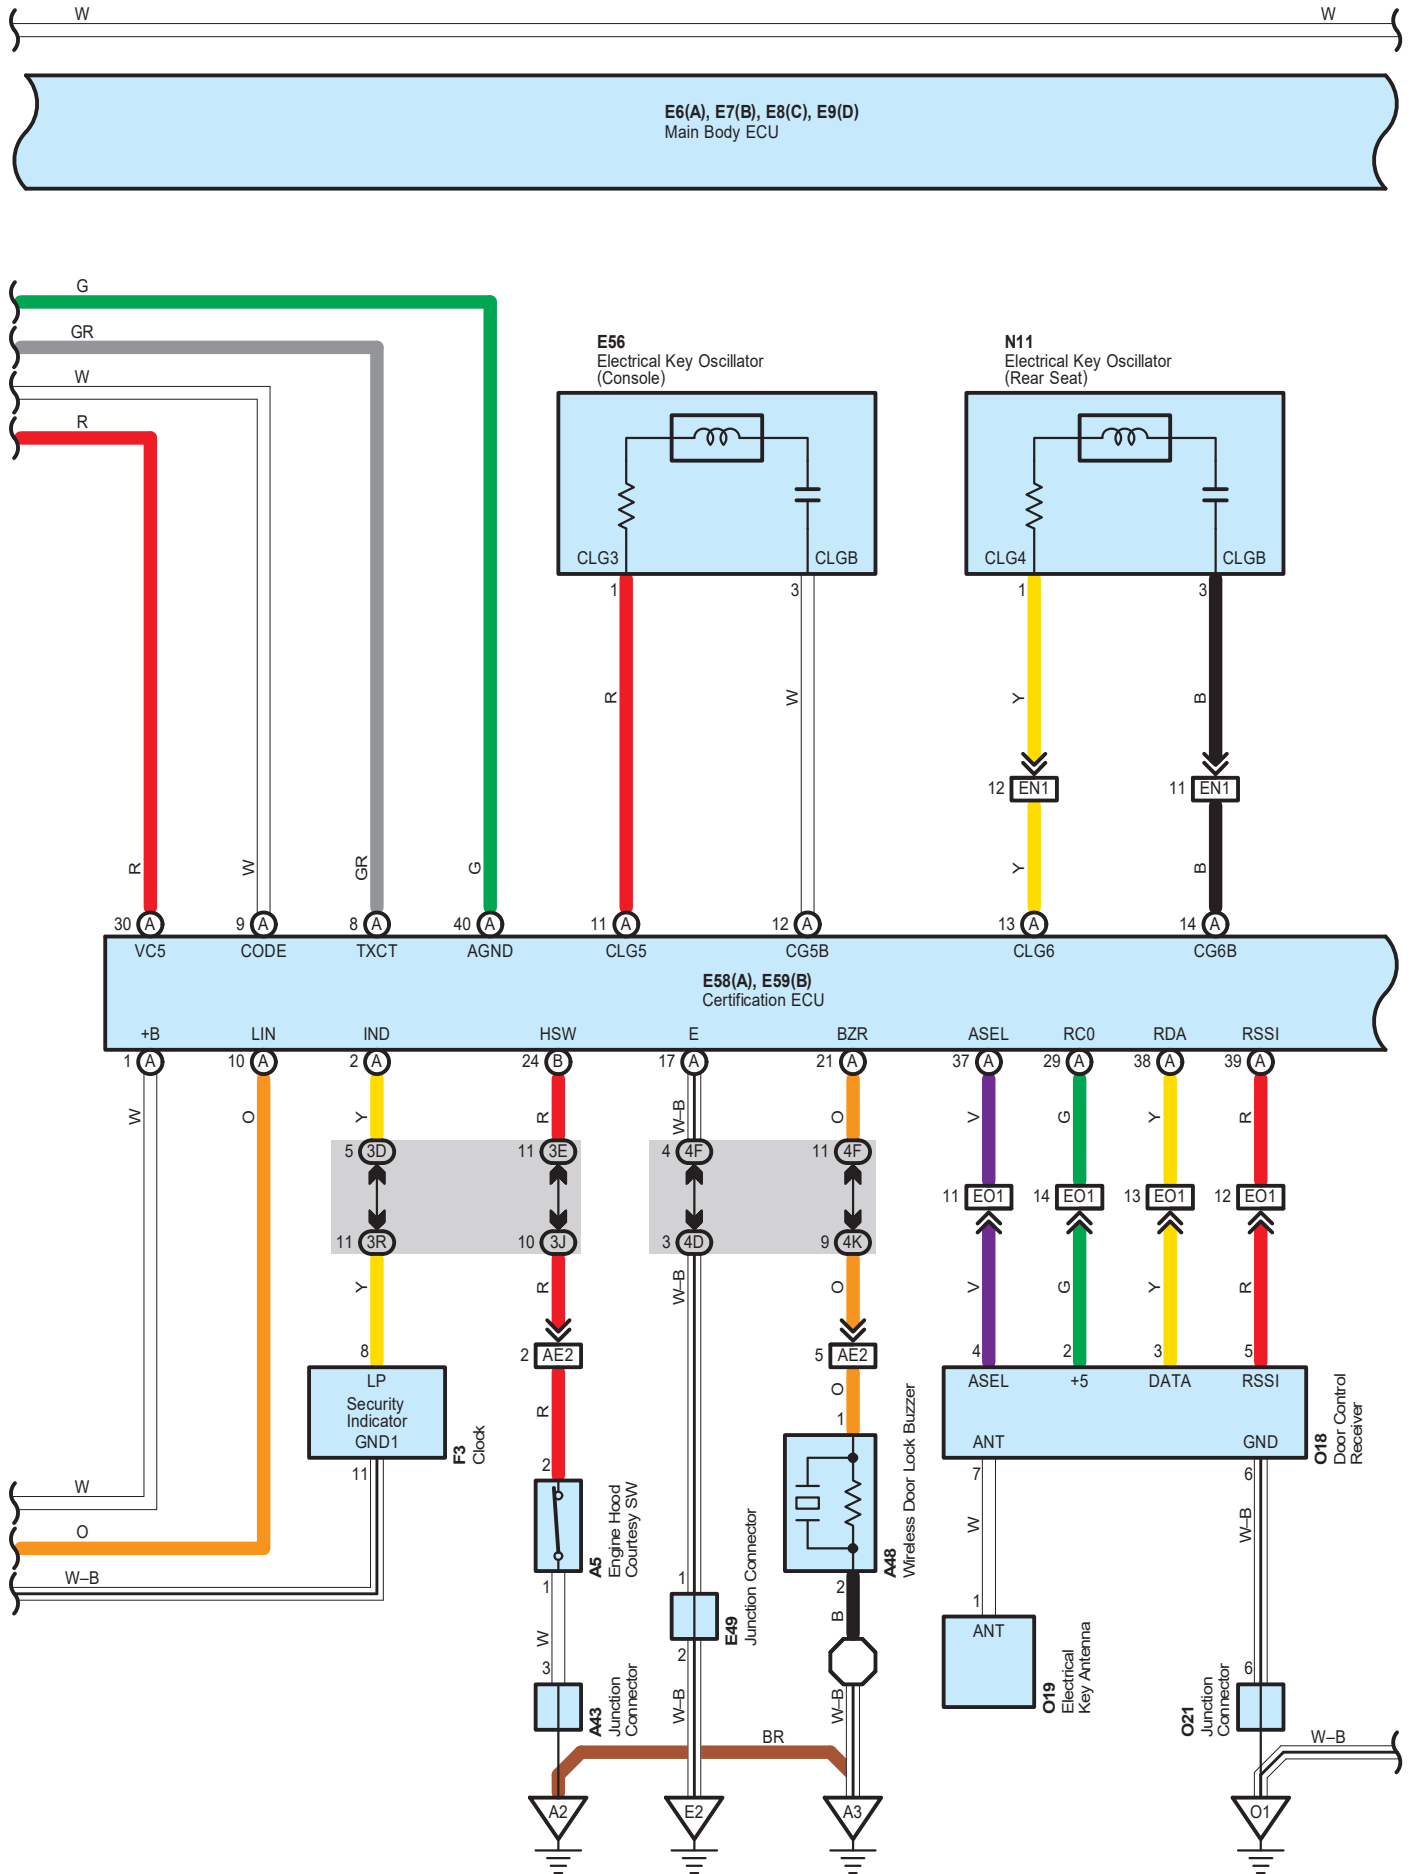 W W
E6(A), E7(B), E8(C), E9(D)
Main Body ECU
G
GR
W
R
E56
Electrical Key Oscillator
(Console)
N11
Electrical Key Oscillator
(Rear Seat)
CLG3 CLGB CLG4 CLGB
1 3 1 3
R W Y B
12 EN1 11 EN1
R W GR G Y B
30 A 9 A 8 A 40 A 11 A 12 A 13 A 14 A
VC5 CODE TXCT AGND CLG5 CG5B CLG6 CG6B
E58(A), E59(B)
Certification ECU
+B LIN IND HSW E BZR ASEL RC0 RDA RSSI
1 A 10 A 2 A 24 B 17 A 21 A 37 A 29 A 38 A 39 A
W O Y R W–B O V G Y R
5 3D 11 3E 4 4F 11 4F
11 EO1 14 EO1 13 EO1 12 EO1
11 3R 10 3J 3 4D 9 4K
Y R W–B O V G Y R
8 2 AE2 5 AE2 4 2 3 5
LP
Security
Indicator
GND1
F3
Clock
11
R
2
O
1
ASEL +5 DATA RSSI
ANT GND
O18
Door Control
Receiver
7 6
A5
Engine Hood
Courtesy SW
1
A48
Wireless Door Lock Buzzer
2
B
W W–B
W
O
W–B
1
E49
Junction Connector
2
1
ANT
O19
Electrical
Key Antenna
W
3
A43
Junction
Connector
W–B W–B
6
O21
Junction
Connector
BR W–B
A2 E2 A3 O1